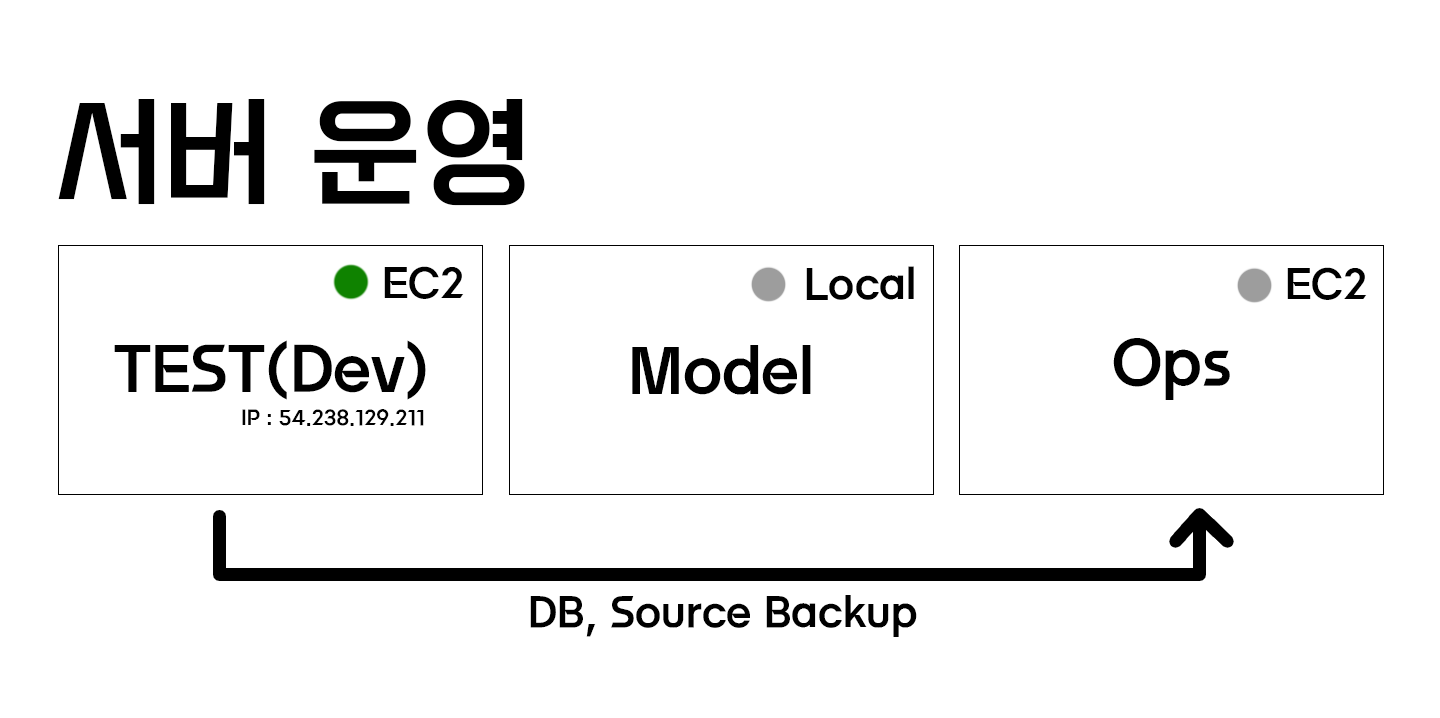 서버 운영
EC2
TEST(Dev)
IP : 54.238.129.211
Local
Model
EC2
Ops
DB, Source Backup